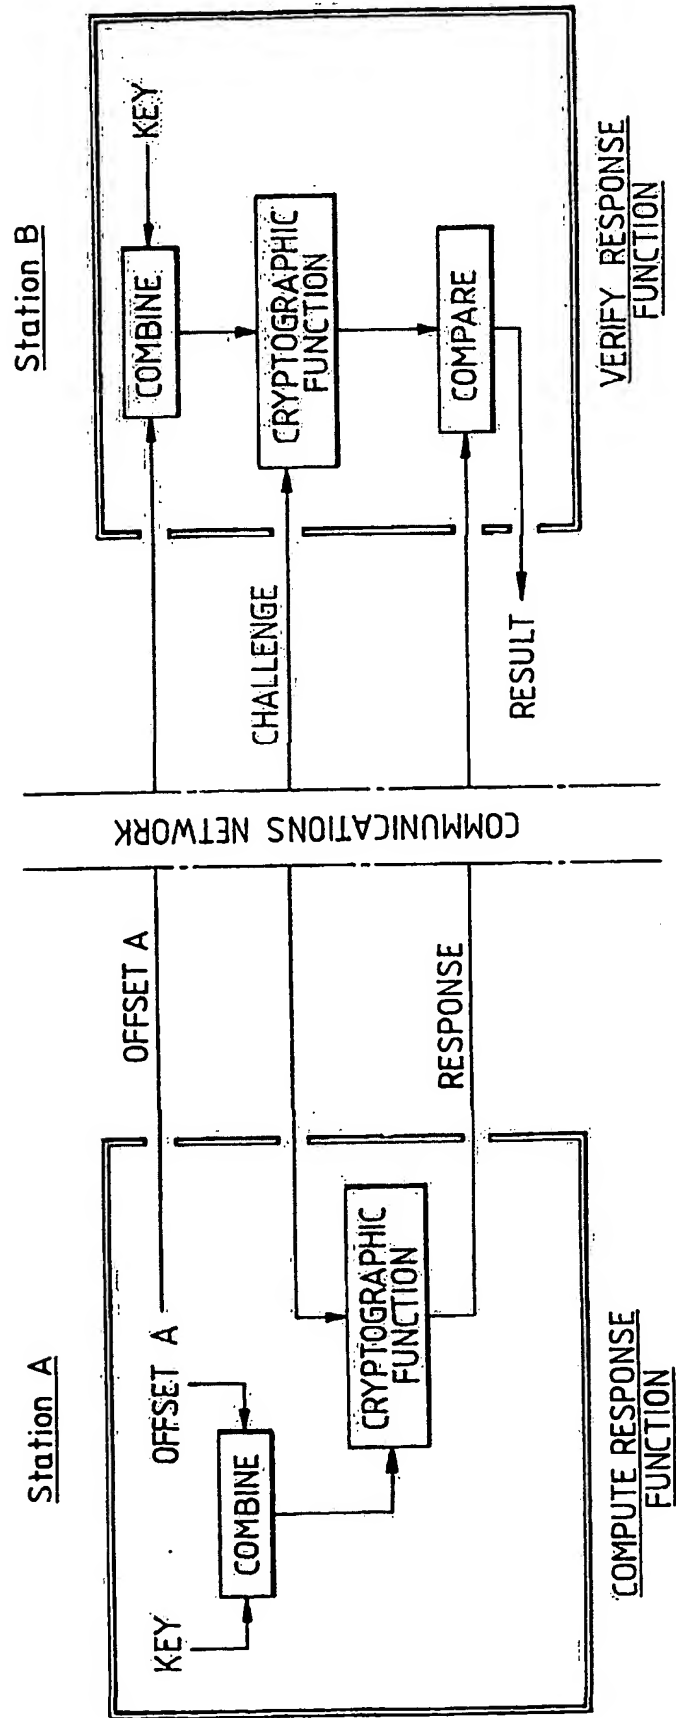 Station A
KEY
OFFSET A
COMBINE
CRYPTOGRAPHIC
FUNCTION
COMPUTE RESPONSE
FUNCTION
OFFSET A
RESPONSE
COMMUNICATIONS NETWORK
Station B
CHALLENGE
RESULT
COMBINE
KEY
CRYPTOGRAPHIC
FUNCTION
COMPARE
VERIFY RESPONSE
FUNCTION